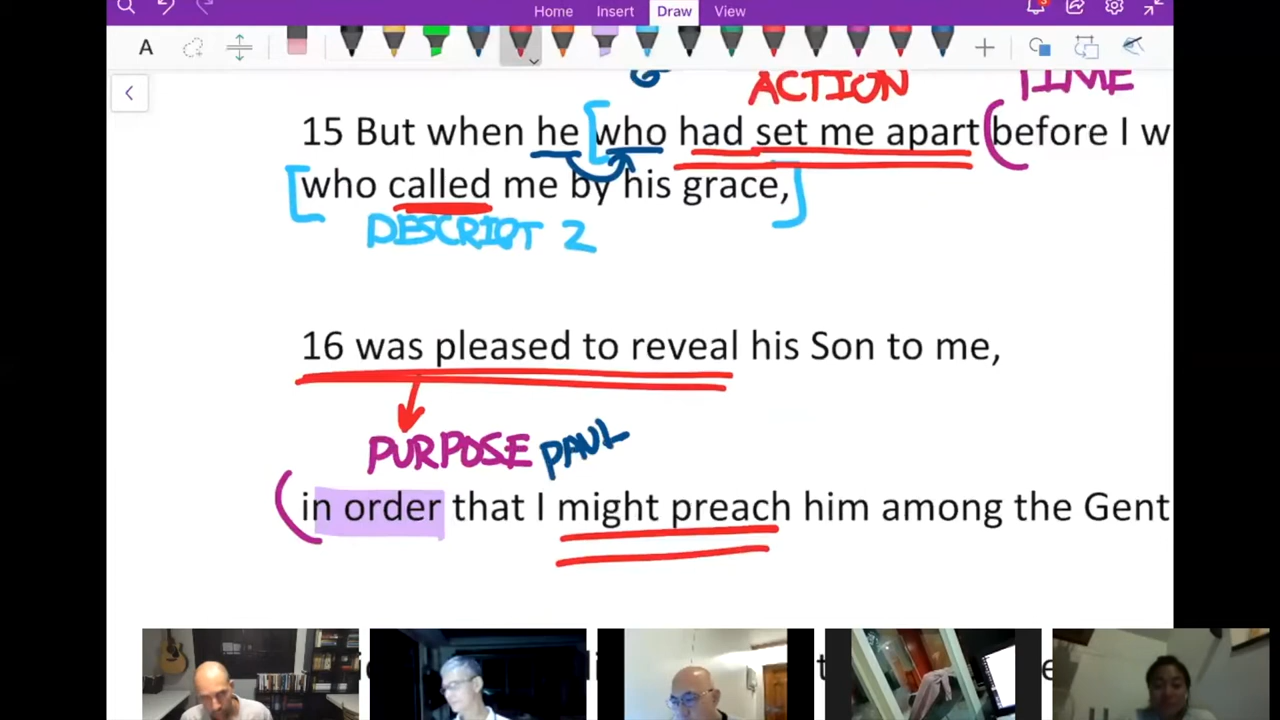 Home Insert Draw View
A
ACTION TIME
15 But when he who had set me apart before I w
who called me by his grace,
DESCRIPT 2
16 was pleased to reveal his Son to me,
PURPOSE PAUL
in order that I might preach him among the Gent